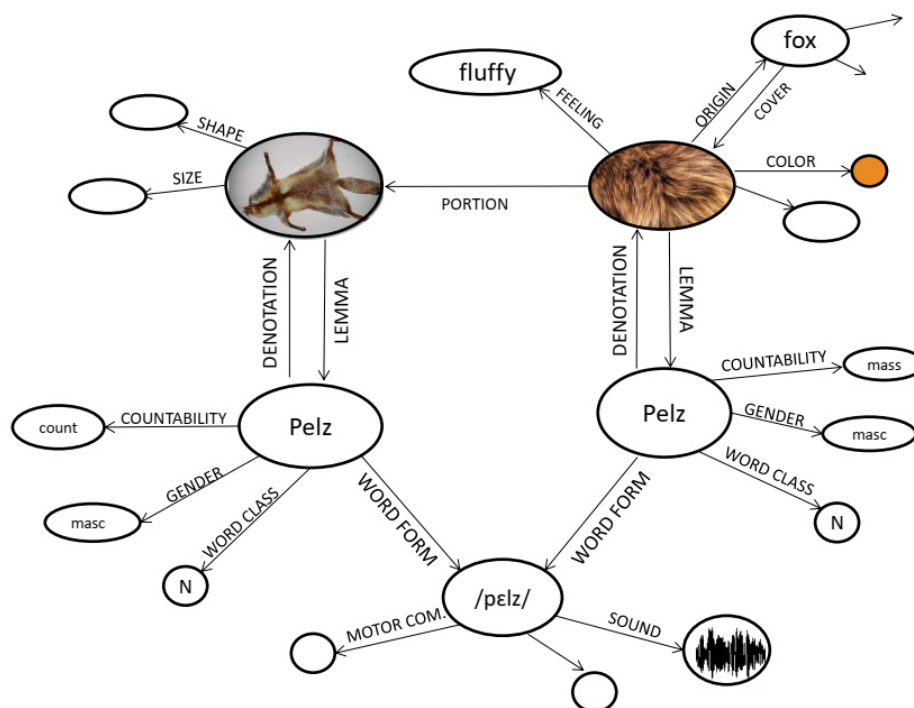 fox
fluffy
FEELING
ORIGIN
COVER
SHAPE
COLOR
SIZE
PORTION
DENOTATION
LEMMA
DENOTATION
LEMMA
COUNTABILITY
mass
COUNTABILITY
count
Pelz
Pelz
GENDER
masc
GENDER
masc
WORD CLASS
N
WORD CLASS
N
WORD FORM
WORD FORM
/pɛlz/
MOTOR COM.
SOUND